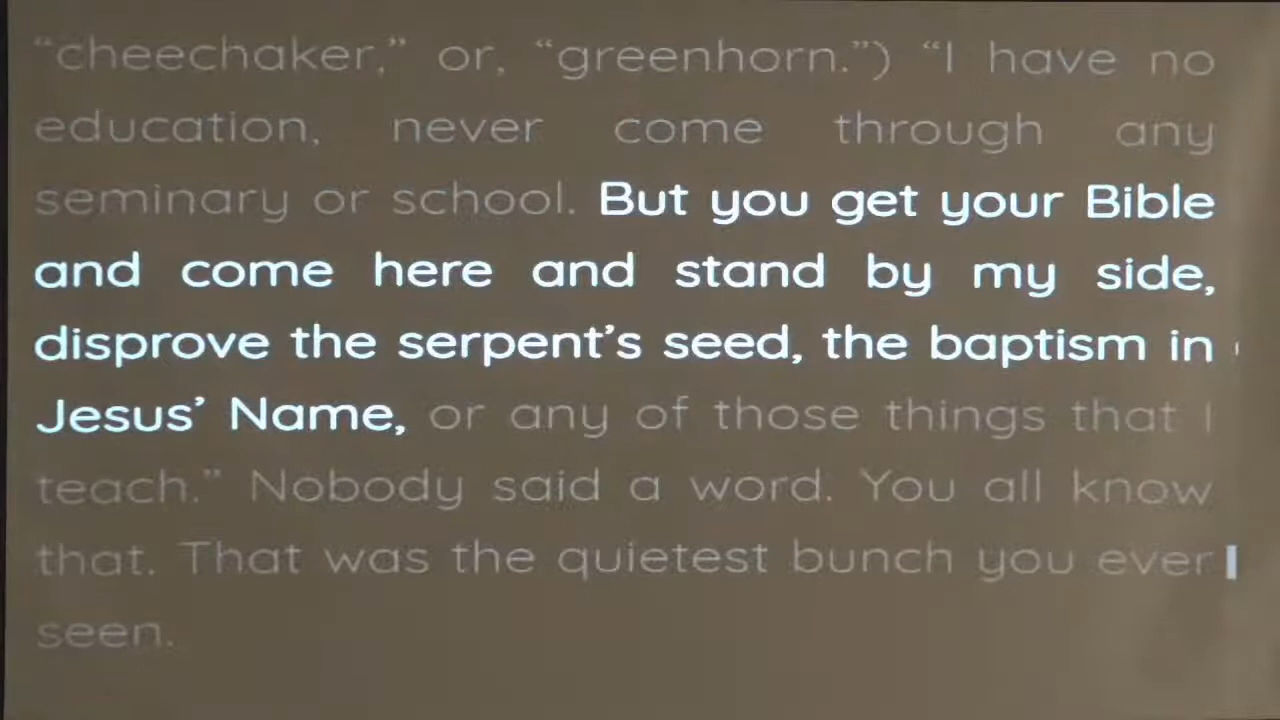 “cheechaker,” or, “greenhorn.”) “I have no
education, never come through any
seminary or school. But you get your Bible
and come here and stand by my side,
disprove the serpent’s seed, the baptism in
Jesus’ Name, or any of those things that I
teach.” Nobody said a word. You all know
that. That was the quietest bunch you ever
seen.